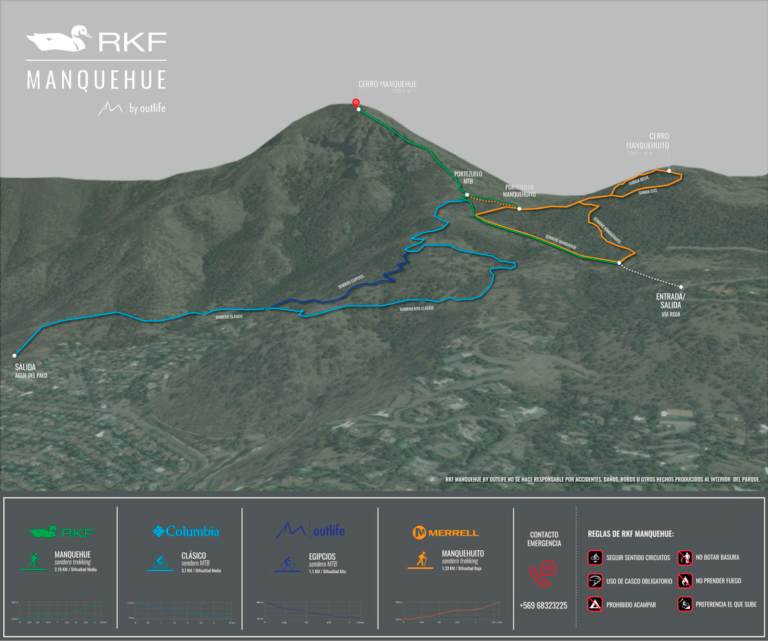 RKF
MANQUEHUE
by outlife
CERRO MANQUEHUE
CERRO
MANQUEHUITO
PORTEZUELO
MTB
PORTEZUELO
MANQUEHUITO
SENDERO MANQUEHUE
SENDERO MANQUEHUITO
SENDERO EGIPCIOS
SENDERO CLÁSICO
SENDERO MTB CLÁSICO
ENTRADA/
SALIDA
VÍA ROJA
SALIDA
AGUA DEL PALO
RKF MANQUEHUE BY OUTLIFE NO SE HACE RESPONSABLE POR ACCIDENTES, DAÑOS, ROBOS U OTROS HECHOS PRODUCIDOS AL INTERIOR DEL PARQUE.
RKF
MANQUEHUE
sendero trekking
2,18 KM / Dificultad Media
Columbia
CLÁSICO
sendero MTB
3,7 KM / Dificultad Media
outlife
EGIPCIOS
sendero MTB
1,1 KM / Dificultad Alta
MERRELL
MANQUEHUITO
sendero trekking
1,33 KM / Dificultad Baja
CONTACTO
EMERGENCIA
+569 68323225
REGLAS DE RKF MANQUEHUE:
SEGUIR SENTIDO CIRCUITOS
NO BOTAR BASURA
USO DE CASCO OBLIGATORIO
NO PRENDER FUEGO
PROHIBIDO ACAMPAR
PREFERENCIA EL QUE SUBE